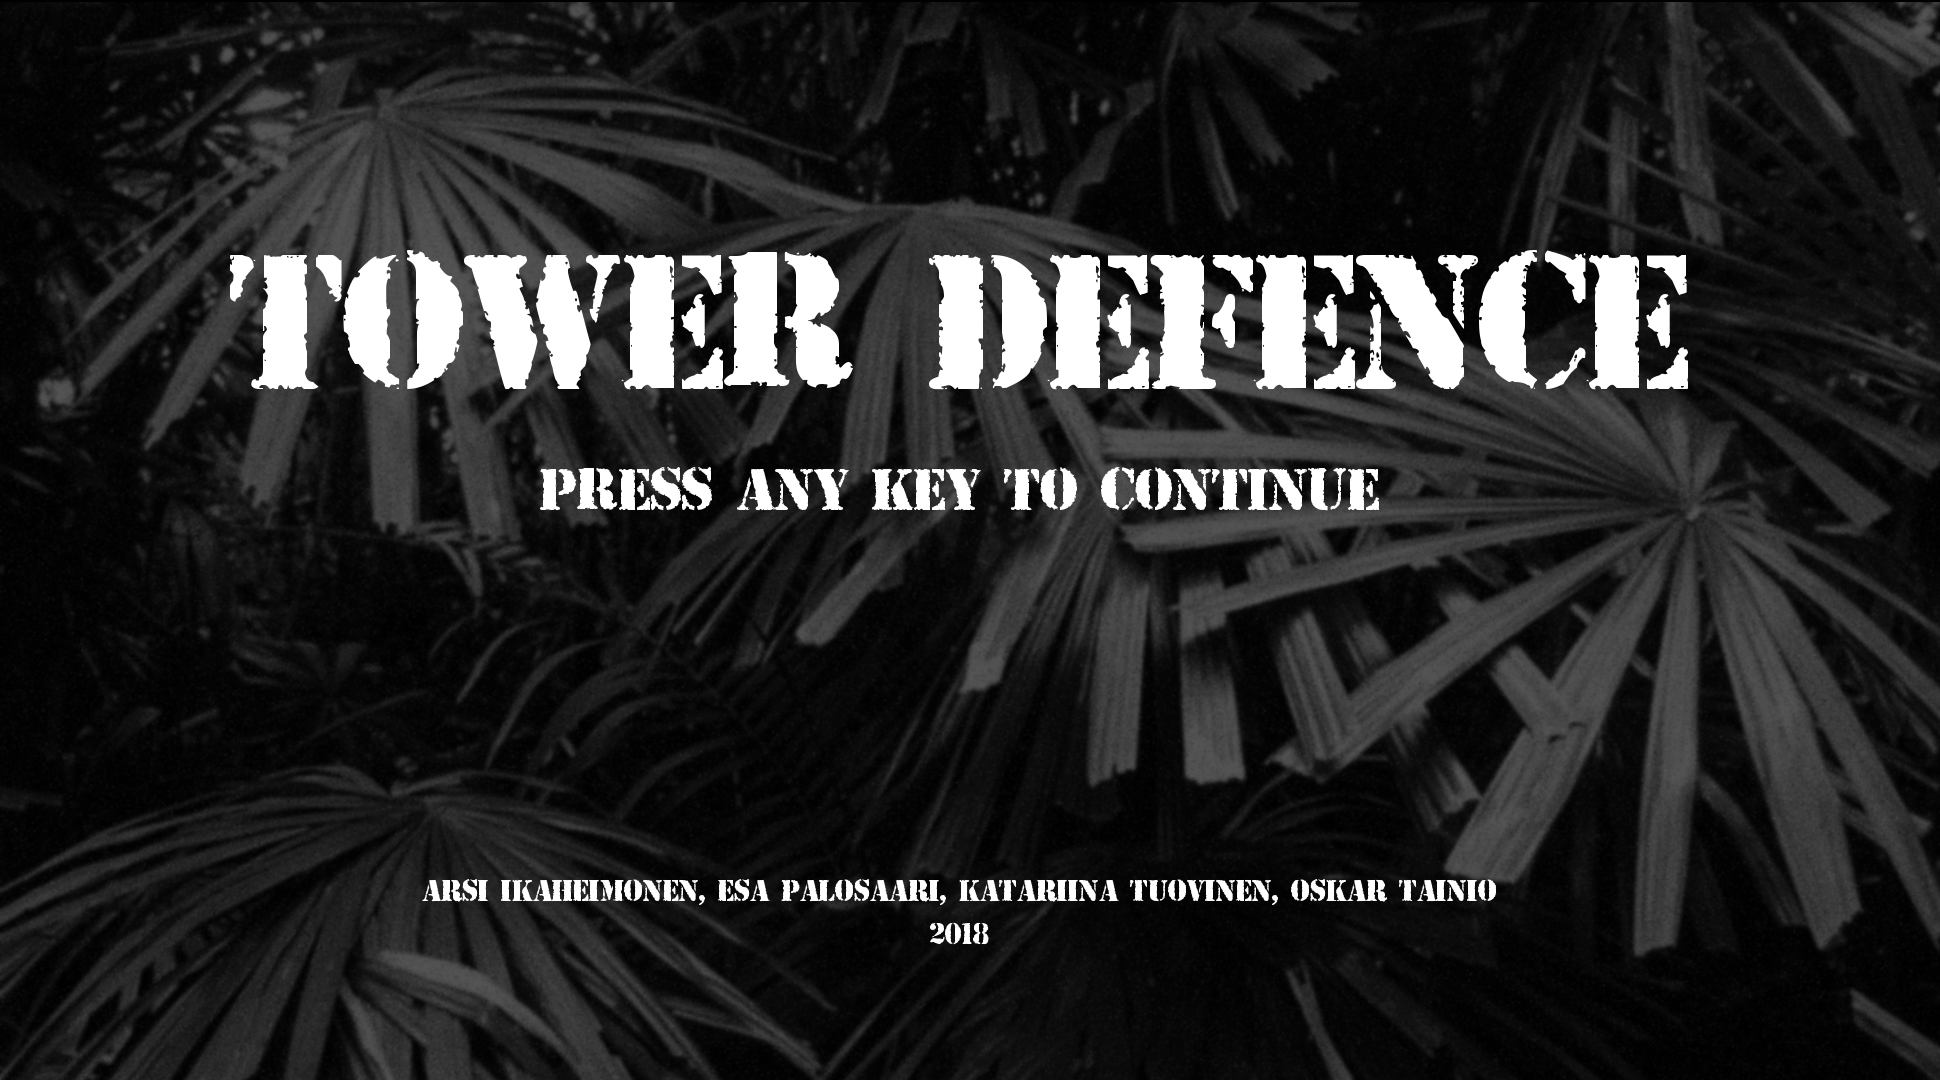 TOWER DEFENCE
PRESS ANY KEY TO CONTINUE
ARSI IKAHEIMONEN, ESA PALOSAARI, KATARIINA TUOVINEN, OSKAR TAINIO
2018